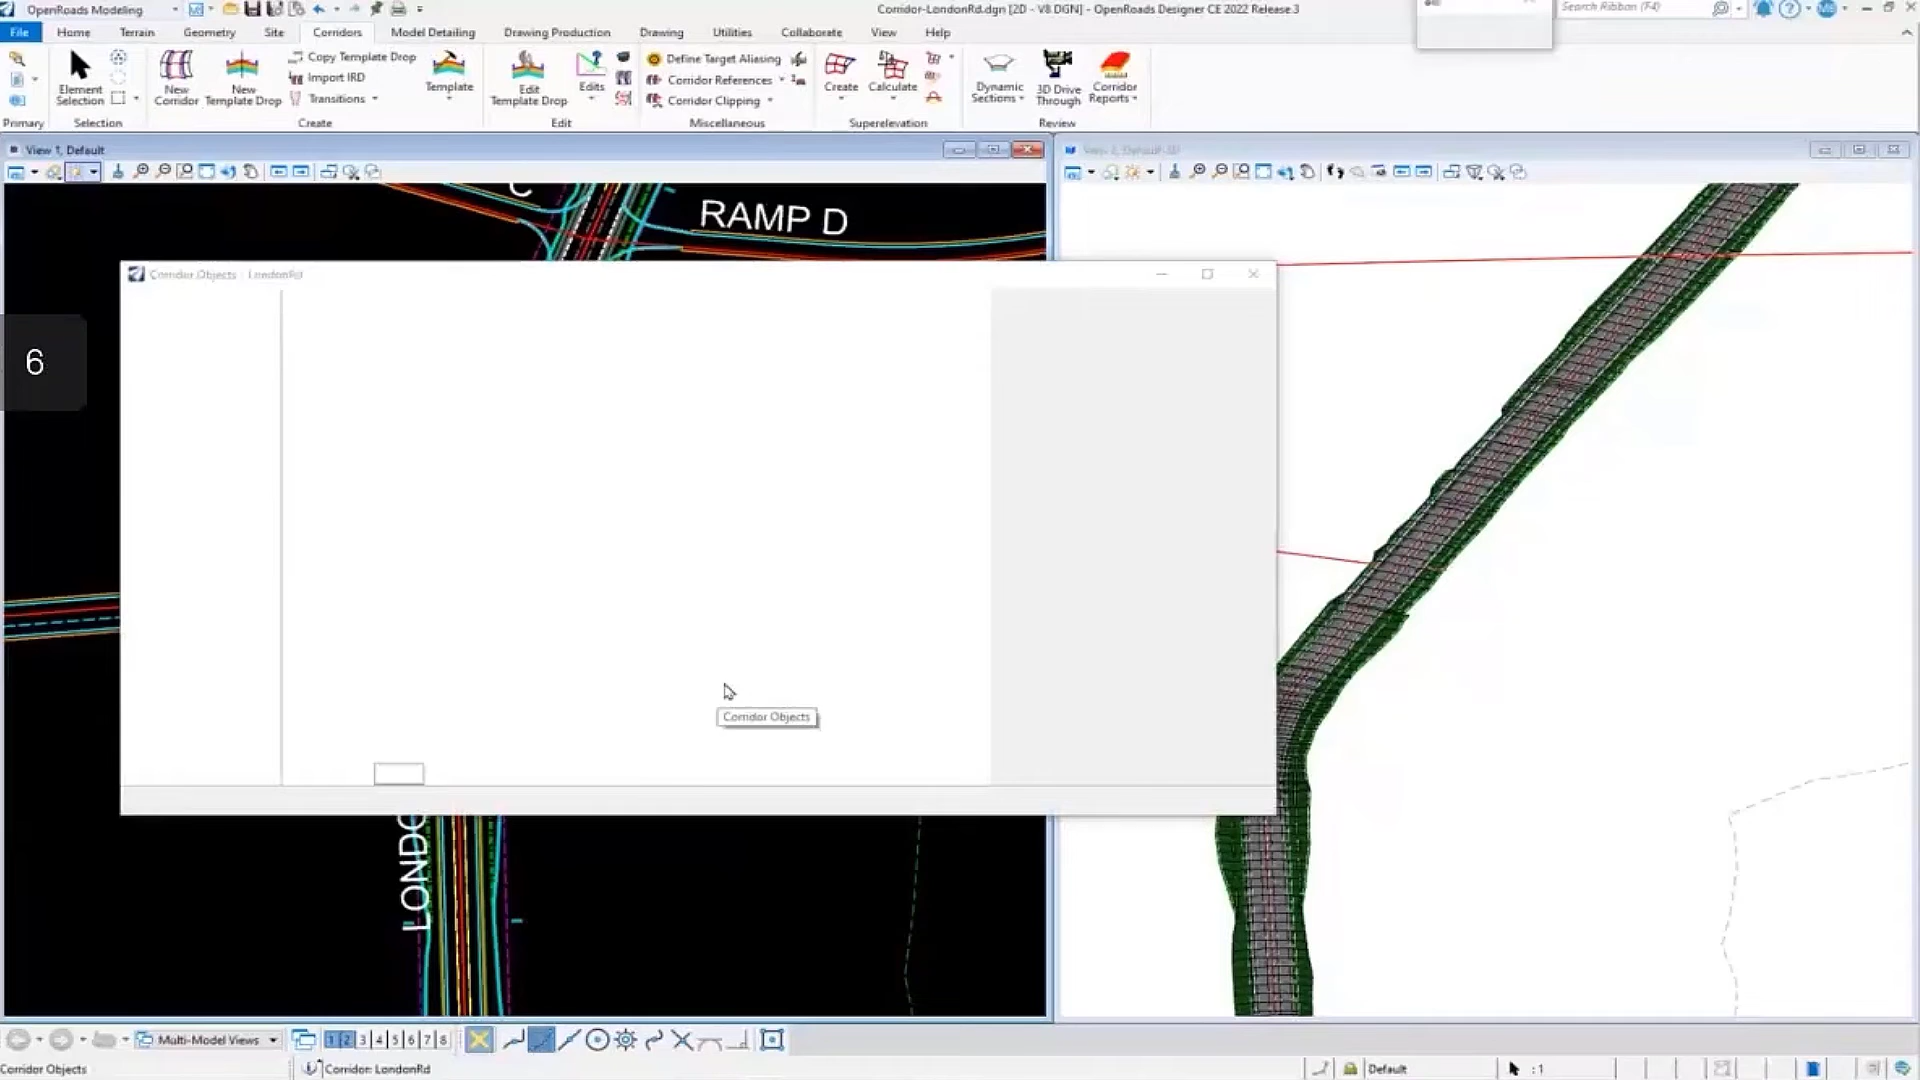 OpenRoads Modeling
Corridor-LondonRd.dgn [2D - V8 DGN] - OpenRoads Designer CE 2022 Release 3
Search Ribbon (F4)
File Home Terrain Geometry Site Corridors Model Detailing Drawing Production Drawing Utilities Collaborate View Help
Element Selection
New Corridor
New Template Drop
Copy Template Drop
Import IRD
Transitions
Template
Edit Template Drop
Edits
Define Target Aliasing
Corridor References
Corridor Clipping
Create
Calculate
Dynamic Sections
3D Drive Through
Corridor Reports
Primary Selection Create Edit Miscellaneous Superelevation Review
View 1, Default
C
RAMP D
Corridor Objects - LondonRd
6
Corridor Objects
LONDO
Multi-Model Views
1 2 3 4 5 6 7 8
Corridor Objects
Corridor: LondonRd
Default
: 1